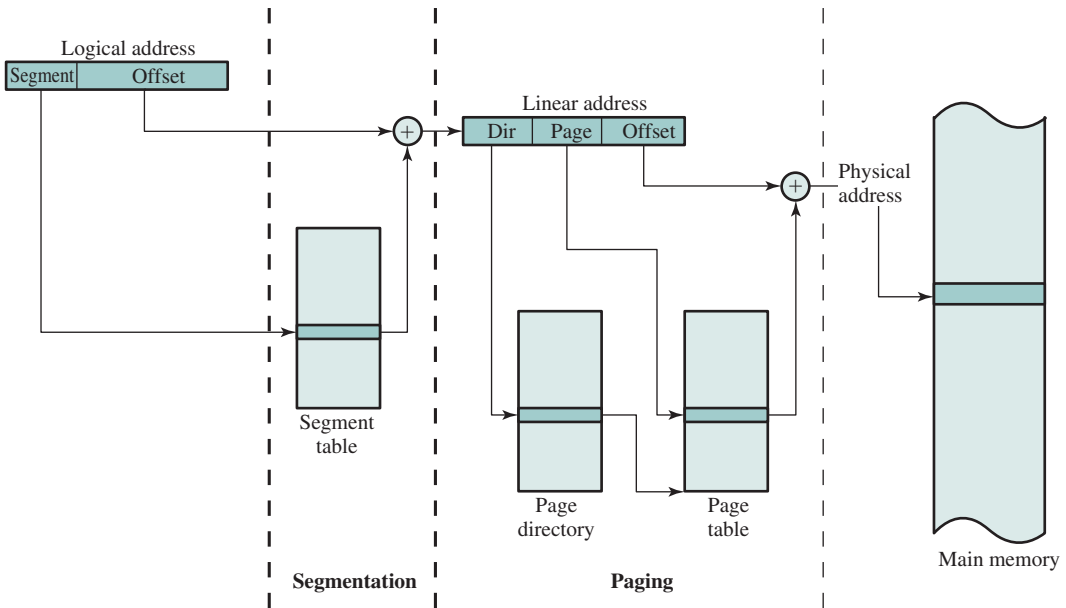 Logical address
Segment
Offset
Linear address
Dir
Page
Offset
+
+
Physical
address
Segment
table
Page
directory
Page
table
Main memory
Segmentation
Paging